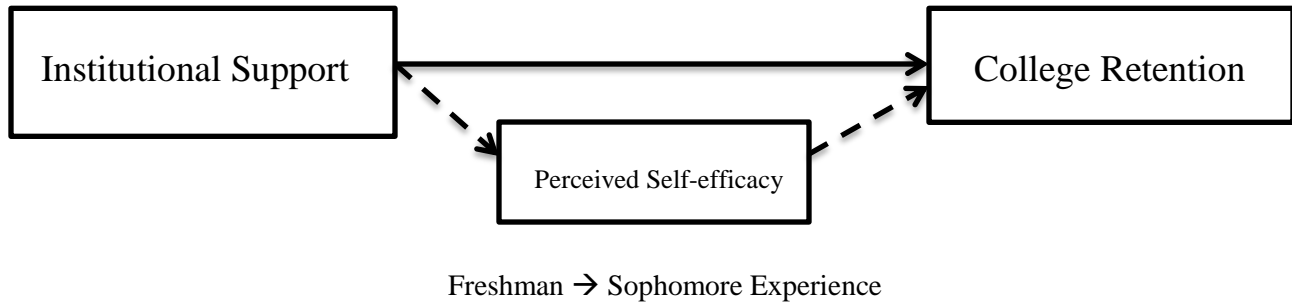 Institutional Support
College Retention
Perceived Self-efficacy
Freshman → Sophomore Experience